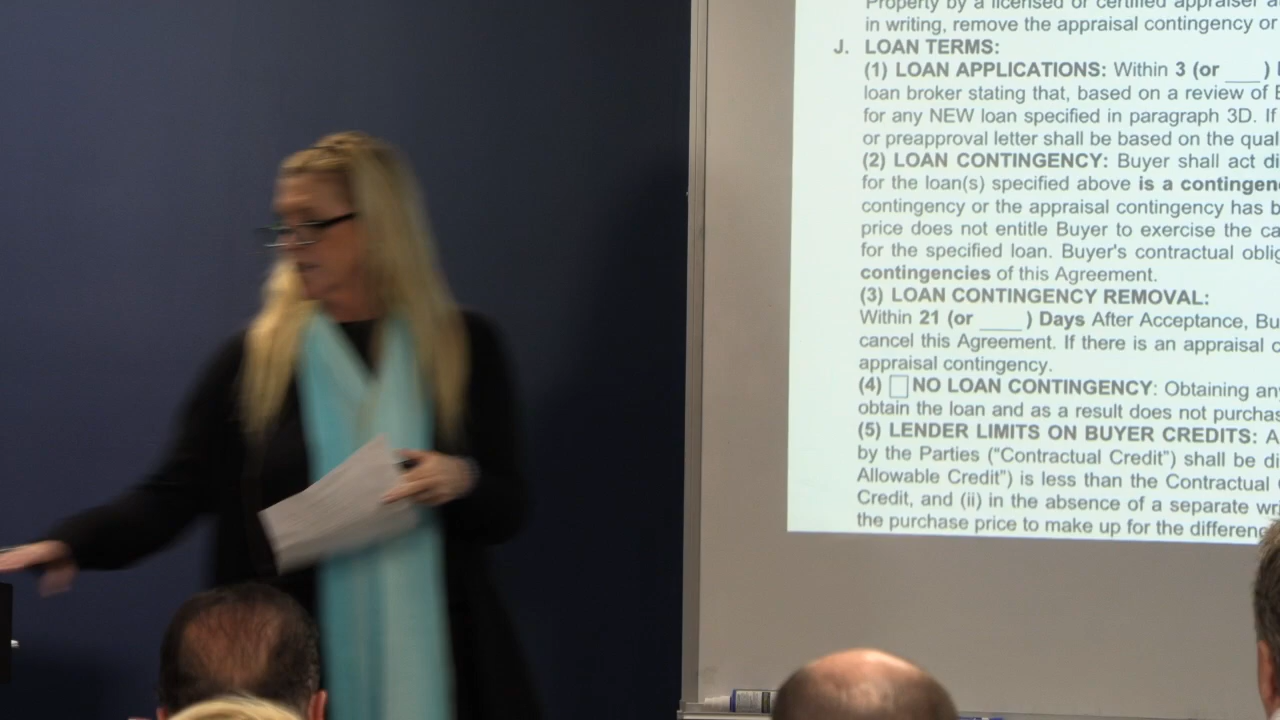 Property by a licensed or certified appraiser
in writing, remove the appraisal contingency or
J. LOAN TERMS:
(1) LOAN APPLICATIONS: Within 3 (or ___ )
loan broker stating that, based on a review of
for any NEW loan specified in paragraph 3D. If
or preapproval letter shall be based on the qual
(2) LOAN CONTINGENCY: Buyer shall act di
for the loan(s) specified above is a contingen
contingency or the appraisal contingency has b
price does not entitle Buyer to exercise the ca
for the specified loan. Buyer's contractual oblig
contingencies of this Agreement.
(3) LOAN CONTINGENCY REMOVAL:
Within 21 (or ____ ) Days After Acceptance, Bu
cancel this Agreement. If there is an appraisal c
appraisal contingency.
(4) NO LOAN CONTINGENCY: Obtaining any
obtain the loan and as a result does not purchas
(5) LENDER LIMITS ON BUYER CREDITS: A
by the Parties ("Contractual Credit") shall be di
Allowable Credit") is less than the Contractual
Credit, and (ii) in the absence of a separate wri
the purchase price to make up for the differenc